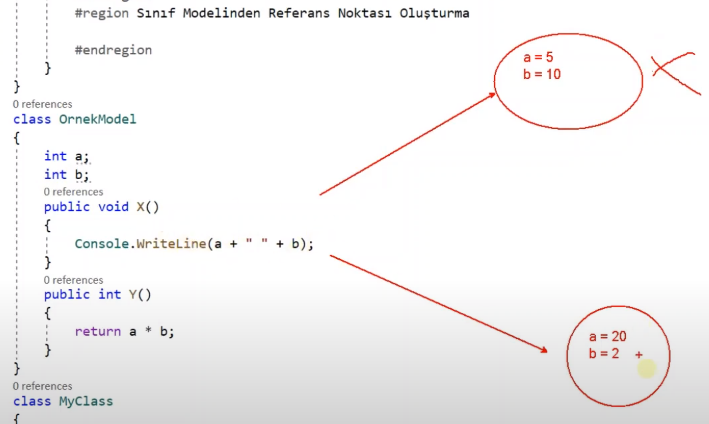 #region Sınıf Modelinden Referans Noktası Oluşturma
#endregion
}
}
0 references
class OrnekModel
{
int a;
int b;
0 references
public void X()
{
Console.WriteLine(a + " " + b);
}
0 references
public int Y()
{
return a * b;
}
}
0 references
class MyClass
{
a = 5
b = 10
a = 20
b = 2